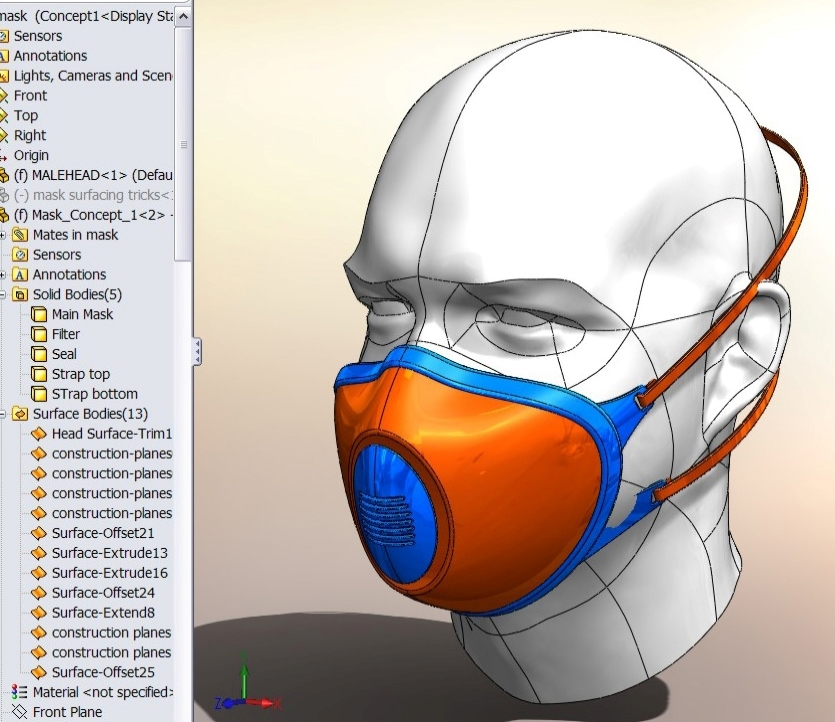 mask (Concept1<Display Sta
Sensors
Annotations
Lights, Cameras and Scen
Front
Top
Right
Origin
(f) MALEHEAD<1> (Defau
(-) mask surfacing tricks<
(f) Mask_Concept_1<2> -
Mates in mask
Sensors
Annotations
Solid Bodies(5)
Main Mask
Filter
Seal
Strap top
STrap bottom
Surface Bodies(13)
Head Surface-Trim1
construction-planes
construction-planes
construction-planes
construction-planes
Surface-Offset21
Surface-Extrude13
Surface-Extrude16
Surface-Offset24
Surface-Extend8
construction planes
construction planes
Surface-Offset25
Material <not specified>
Front Plane
Z X